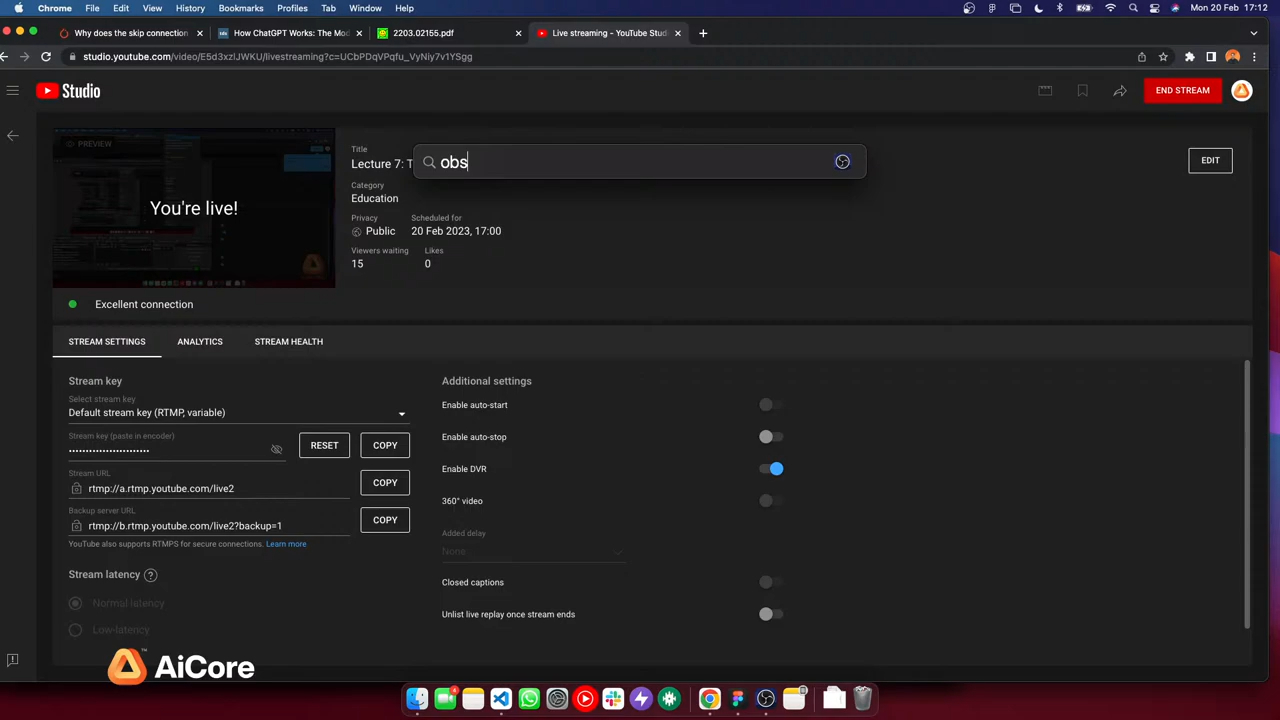 Chrome File Edit View History Bookmarks Profiles Tab Window Help Mon 20 Feb 17:12
Why does the skip connection How ChatGPT Works: The Mod 2203.02155.pdf Live streaming - YouTube Stud
studio.youtube.com/video/E5d3xzIJWKU/livestreaming?c=UCbPDqVPqfu_VyNiy7v1YSgg
Studio
END STREAM
PREVIEW
You're live!
Title
Lecture 7: T
obs
EDIT
Category
Education
Privacy Scheduled for
Public 20 Feb 2023, 17:00
Viewers waiting Likes
15 0
Excellent connection
STREAM SETTINGS ANALYTICS STREAM HEALTH
Stream key
Select stream key
Default stream key (RTMP, variable)
Stream key (paste in encoder)
RESET COPY
Stream URL
rtmp://a.rtmp.youtube.com/live2
COPY
Backup server URL
rtmp://b.rtmp.youtube.com/live2?backup=1
COPY
YouTube also supports RTMPS for secure connections. Learn more
Stream latency
Normal latency
Low-latency
Additional settings
Enable auto-start
Enable auto-stop
Enable DVR
360° video
Added delay
None
Closed captions
Unlist live replay once stream ends
AiCore™